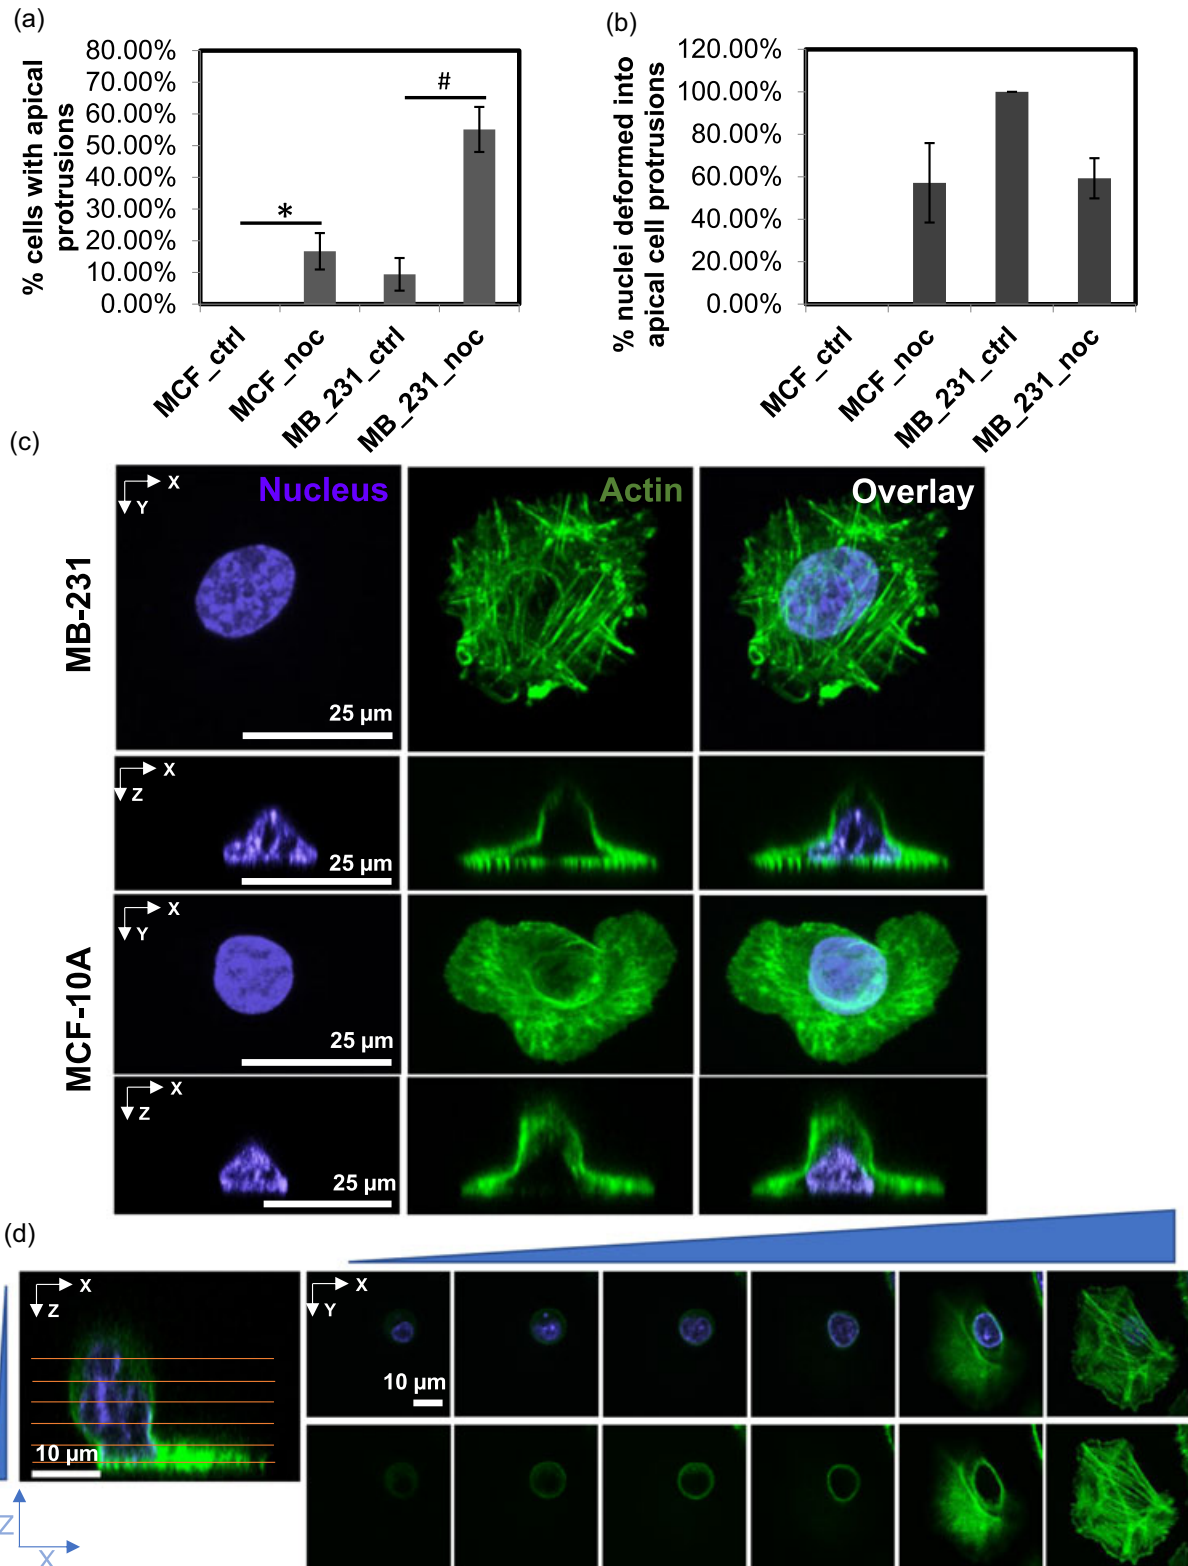 (a)
80.00%
70.00%
60.00%
50.00%
40.00%
30.00%
20.00%
10.00%
0.00%
% cells with apical
protrusions
*
#
MCF_ctrl
MCF_noc
MB_231_ctrl
MB_231_noc
(b)
120.00%
100.00%
80.00%
60.00%
40.00%
20.00%
0.00%
% nuclei deformed into
apical cell protrusions
MCF_ctrl
MCF_noc
MB_231_ctrl
MB_231_noc
(c)
MB-231
X
Y
Nucleus
Actin
Overlay
25 µm
X
Z
25 µm
MCF-10A
X
Y
25 µm
X
Z
25 µm
(d)
X
Z
10 µm
X
Y
10 µm
Z
X